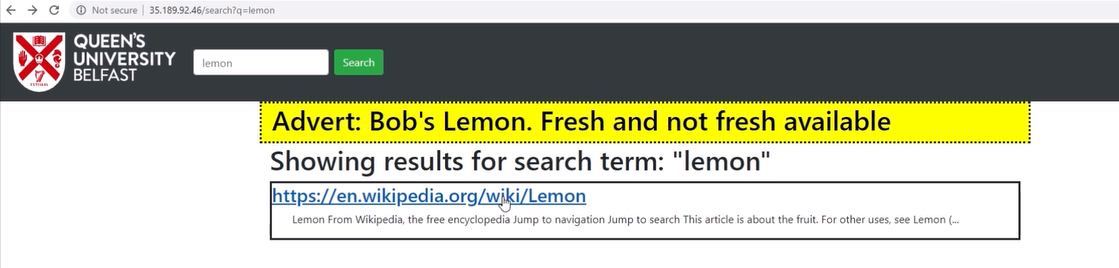 Not secure | 35.189.92.46/search?q=lemon
QUEEN'S
UNIVERSITY
BELFAST
lemon
Search
Advert: Bob's Lemon. Fresh and not fresh available
Showing results for search term: "lemon"
https://en.wikipedia.org/wiki/Lemon
Lemon From Wikipedia, the free encyclopedia Jump to navigation Jump to search This article is about the fruit. For other uses, see Lemon (...